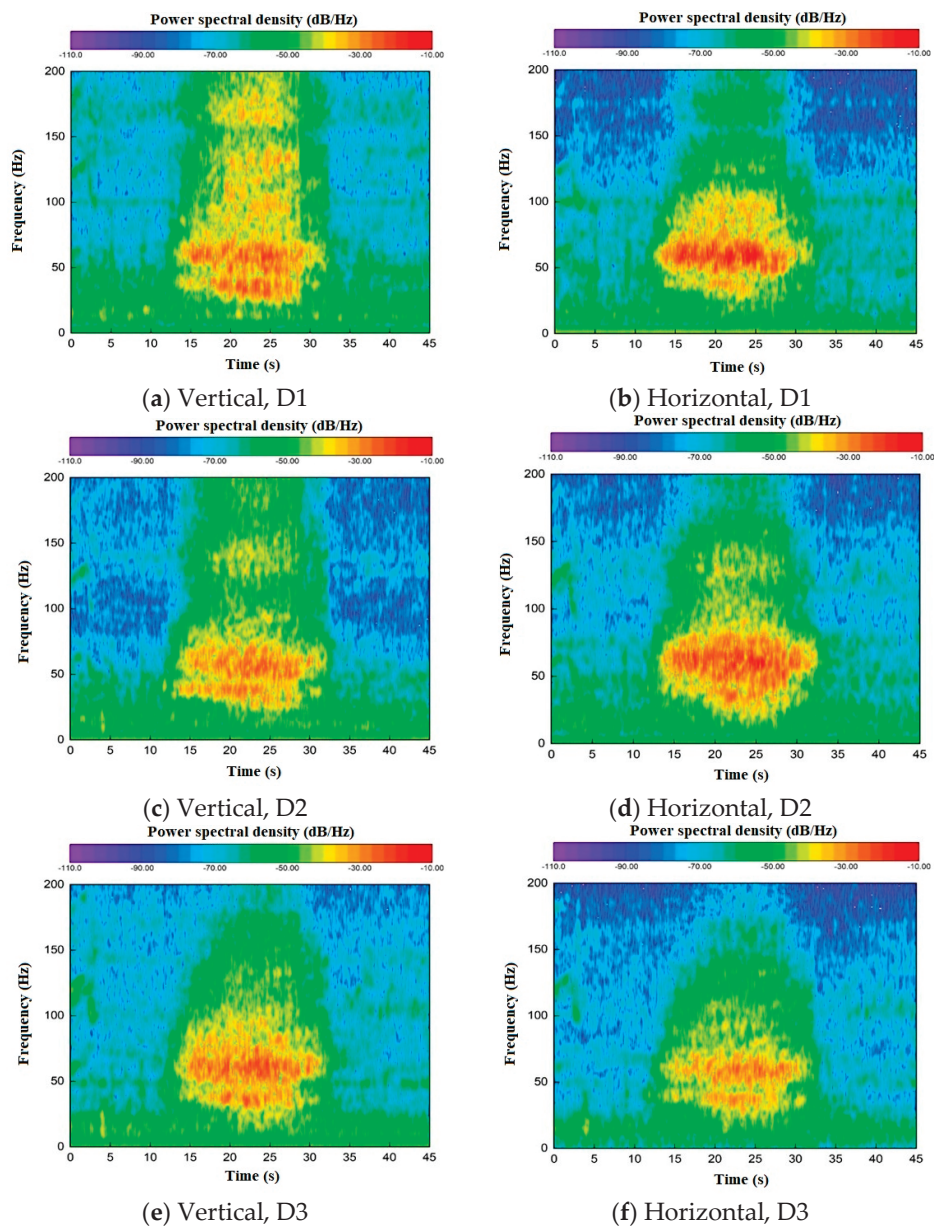 Power spectral density (dB/Hz)
-110.0 -90.00 -70.00 -50.00 -30.00 -10.00
200
150
100
50
0
Frequency (Hz)
0 5 10 15 20 25 30 35 40 45
Time (s)
(a) Vertical, D1
Power spectral density (dB/Hz)
-110.0 -90.00 -70.00 -50.00 -30.00 -10.00
200
150
100
50
0
Frequency (Hz)
0 5 10 15 20 25 30 35 40 45
Time (s)
(b) Horizontal, D1
Power spectral density (dB/Hz)
-110.0 -90.00 -70.00 -50.00 -30.00 -10.00
200
150
100
50
0
Frequency (Hz)
0 5 10 15 20 25 30 35 40 45
Time (s)
(c) Vertical, D2
Power spectral density (dB/Hz)
-110.0 -90.00 -70.00 -50.00 -30.00 -10.00
200
150
100
50
0
Frequency (Hz)
0 5 10 15 20 25 30 35 40 45
Time (s)
(d) Horizontal, D2
Power spectral density (dB/Hz)
-110.0 -90.00 -70.00 -50.00 -30.00 -10.00
200
150
100
50
0
Frequency (Hz)
0 5 10 15 20 25 30 35 40 45
Time (s)
(e) Vertical, D3
Power spectral density (dB/Hz)
-110.0 -90.00 -70.00 -50.00 -30.00 -10.00
200
150
100
50
0
Frequency (Hz)
0 5 10 15 20 25 30 35 40 45
Time (s)
(f) Horizontal, D3